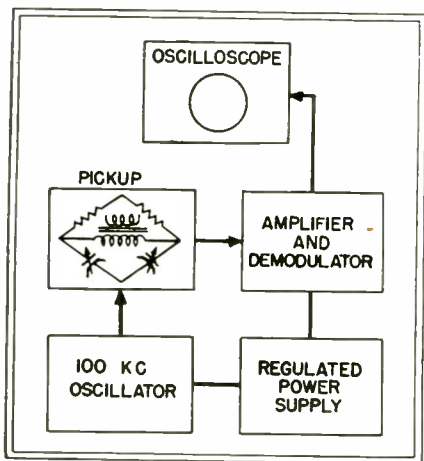 OSCILLOSCOPE
PICKUP
AMPLIFIER
AND
DEMODULATOR
100 KC
OSCILLATOR
REGULATED
POWER
SUPPLY